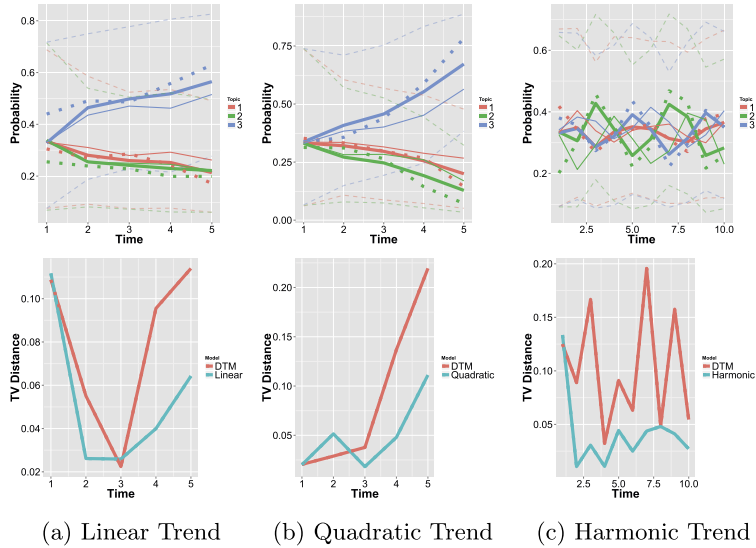 0.8
0.6
0.4
0.2
Probability
1 2 3 4 5
Time
Topic
1
2
3
0.75
0.50
0.25
0.00
Probability
1 2 3 4 5
Time
Topic
1
2
3
0.6
0.4
0.2
Probability
2.5 5.0 7.5 10.0
Time
Topic
1
2
3
0.10
0.08
0.06
0.04
0.02
TV Distance
1 2 3 4 5
Time
Model
DTM
Linear
0.20
0.15
0.10
0.05
TV Distance
1 2 3 4 5
Time
Model
DTM
Quadratic
0.20
0.15
0.10
0.05
TV Distance
2.5 5.0 7.5 10.0
Time
Model
DTM
Harmonic
(a) Linear Trend
(b) Quadratic Trend
(c) Harmonic Trend